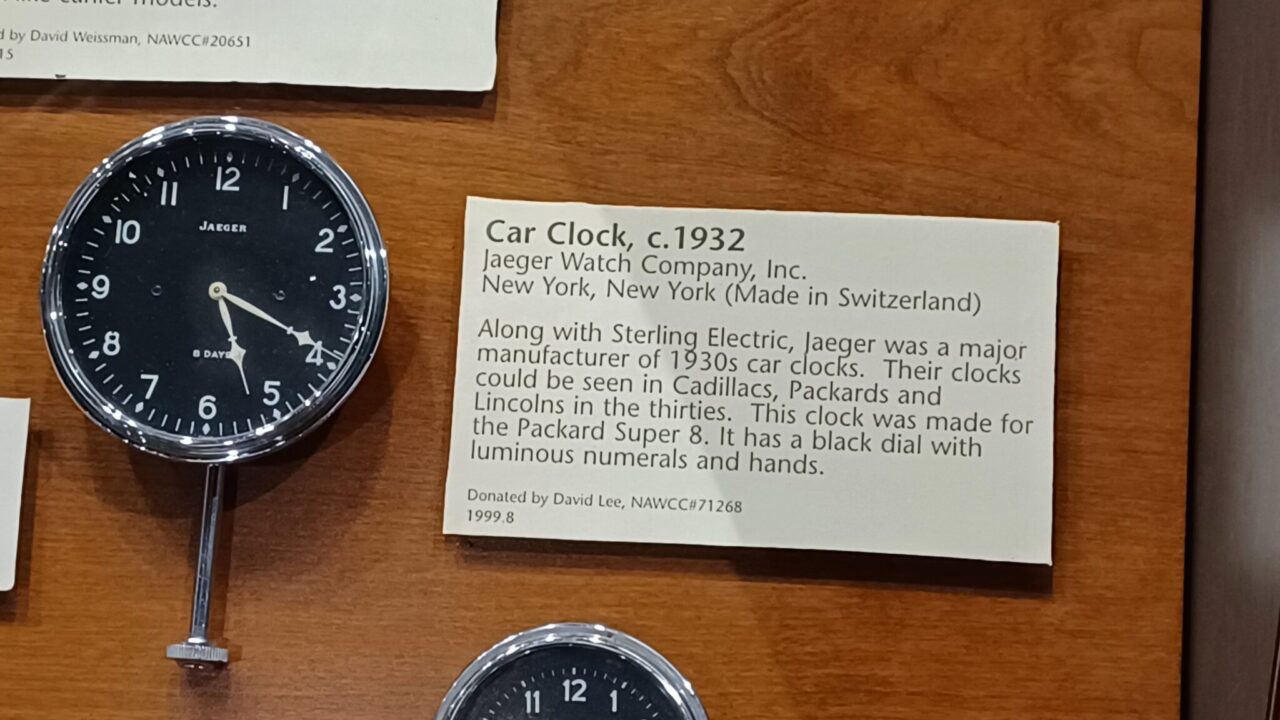 earlier models.
by David Weissman, NAWCC#20651
15
12
11
1
10
JAEGER
2
9
3
8
8 DAYS
4
7
5
6
Car Clock, c.1932
Jaeger Watch Company, Inc.
New York, New York (Made in Switzerland)
Along with Sterling Electric, Jaeger was a major
manufacturer of 1930s car clocks. Their clocks
could be seen in Cadillacs, Packards and
Lincolns in the thirties. This clock was made for
the Packard Super 8. It has a black dial with
luminous numerals and hands.
Donated by David Lee, NAWCC#71268
1999.8
11 12 1